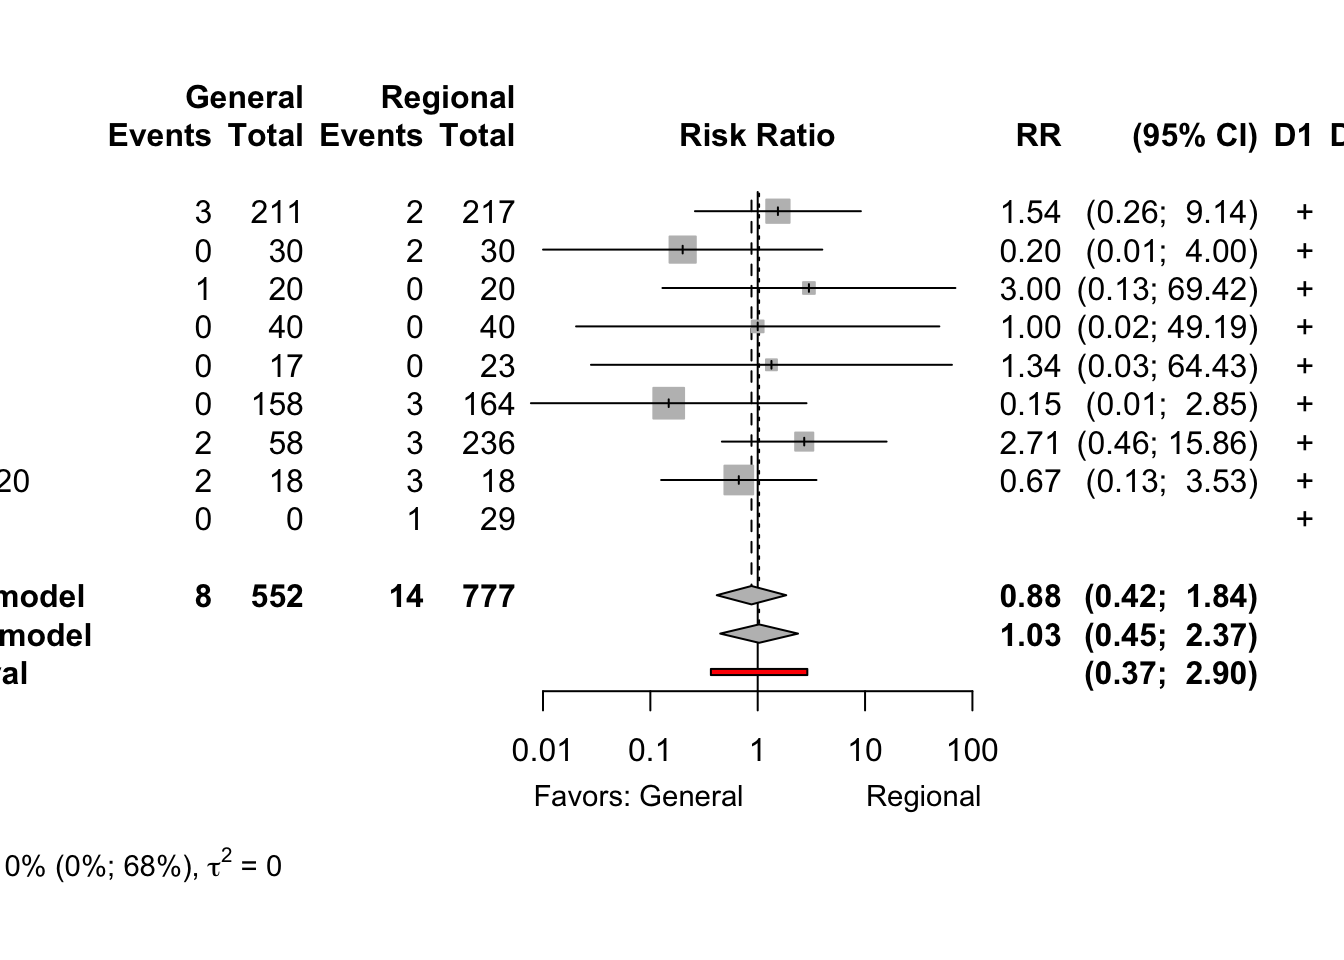 General Regional
Events Total Events Total Risk Ratio RR (95% CI) D1
3 211 2 217 1.54 (0.26; 9.14) +
0 30 2 30 0.20 (0.01; 4.00) +
1 20 0 20 3.00 (0.13; 69.42) +
0 40 0 40 1.00 (0.02; 49.19) +
0 17 0 23 1.34 (0.03; 64.43) +
0 158 3 164 0.15 (0.01; 2.85) +
2 58 3 236 2.71 (0.46; 15.86) +
20 2 18 3 18 0.67 (0.13; 3.53) +
0 0 1 29 +
model 8 552 14 777 0.88 (0.42; 1.84)
model 1.03 (0.45; 2.37)
val (0.37; 2.90)
0.01 0.1 1 10 100
Favors: General Regional
0% (0%; 68%), τ² = 0